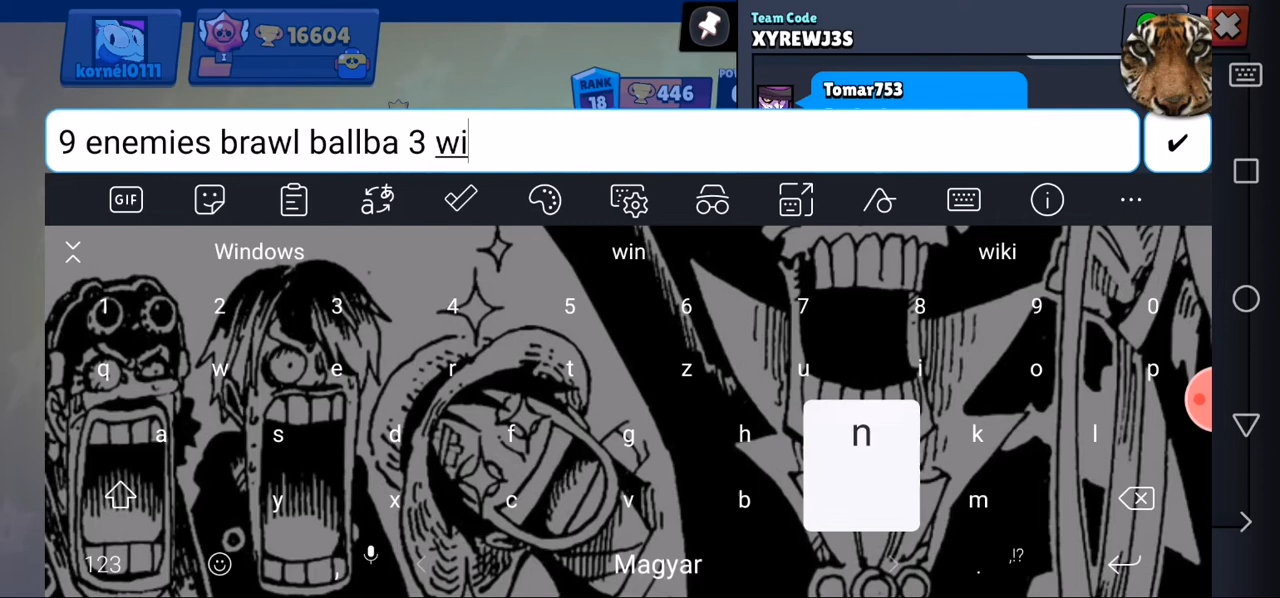 kornél0111
1
16604
RANK
18
446
Team Code
XYREWJ3S
Tomar753
9 enemies brawl ballba 3 wi
GIF
Windows win wiki
1 2 3 4 5 6 7 8 9 0
q w e r t z u i o p
a s d f g h n k l
y x c v b m
123 , Magyar . ,!?